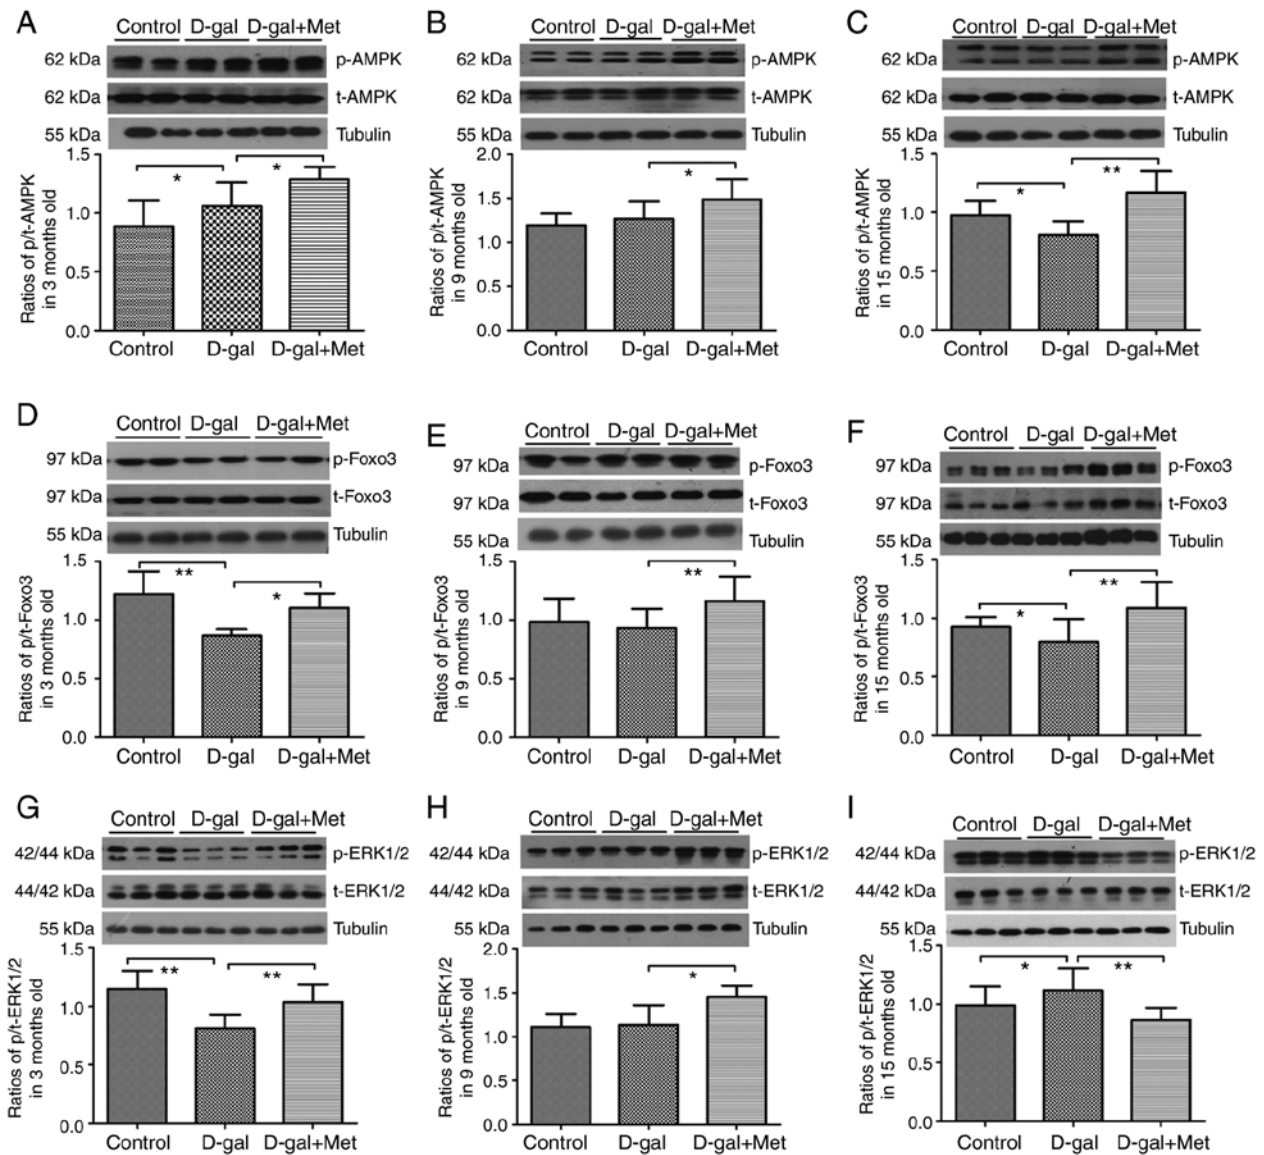 A
Control D-gal D-gal+Met
62 kDa p-AMPK
62 kDa t-AMPK
55 kDa Tubulin
Ratios of p/t-AMPK
in 3 months old
1.5
1.0
0.5
0.0
* *
Control D-gal D-gal+Met
B
Control D-gal D-gal+Met
62 kDa p-AMPK
62 kDa t-AMPK
55 kDa Tubulin
Ratios of p/t-AMPK
in 9 months old
2.0
1.5
1.0
0.5
0.0
*
Control D-gal D-gal+Met
C
Control D-gal D-gal+Met
62 kDa p-AMPK
62 kDa t-AMPK
55 kDa Tubulin
Ratios of p/t-AMPK
in 15 months old
1.5
1.0
0.5
0.0
* **
Control D-gal D-gal+Met
D
Control D-gal D-gal+Met
97 kDa p-Foxo3
97 kDa t-Foxo3
55 kDa Tubulin
Ratios of p/t-Foxo3
in 3 months old
1.5
1.0
0.5
0.0
** *
Control D-gal D-gal+Met
E
Control D-gal D-gal+Met
97 kDa p-Foxo3
97 kDa t-Foxo3
55 kDa Tubulin
Ratios of p/t-Foxo3
in 9 months old
1.5
1.0
0.5
0.0
**
Control D-gal D-gal+Met
F
Control D-gal D-gal+Met
97 kDa p-Foxo3
97 kDa t-Foxo3
55 kDa Tubulin
Ratios of p/t-Foxo3
in 15 months old
1.5
1.0
0.5
0.0
* **
Control D-gal D-gal+Met
G
Control D-gal D-gal+Met
42/44 kDa p-ERK1/2
44/42 kDa t-ERK1/2
55 kDa Tubulin
Ratios of p/t-ERK1/2
in 3 months old
1.5
1.0
0.5
0.0
** **
Control D-gal D-gal+Met
H
Control D-gal D-gal+Met
42/44 kDa p-ERK1/2
44/42 kDa t-ERK1/2
55 kDa Tubulin
Ratios of p/t-ERK1/2
in 9 months old
2.0
1.5
1.0
0.5
0.0
*
Control D-gal D-gal+Met
I
Control D-gal D-gal+Met
42/44 kDa p-ERK1/2
44/42 kDa t-ERK1/2
55 kDa Tubulin
Ratios of p/t-ERK1/2
in 15 months old
1.5
1.0
0.5
0.0
* **
Control D-gal D-gal+Met